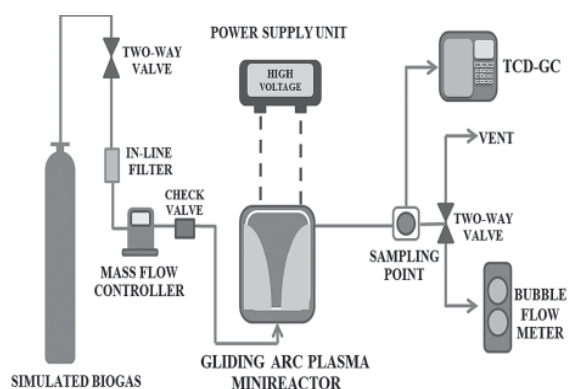 POWER SUPPLY UNIT
HIGH
VOLTAGE
TWO-WAY
VALVE
TCD-GC
IN-LINE
FILTER
CHECK
VALVE
MASS FLOW
CONTROLLER
VENT
TWO-WAY
VALVE
SAMPLING
POINT
BUBBLE
FLOW
METER
GLIDING ARC PLASMA
MINIREACTOR
SIMULATED BIOGAS